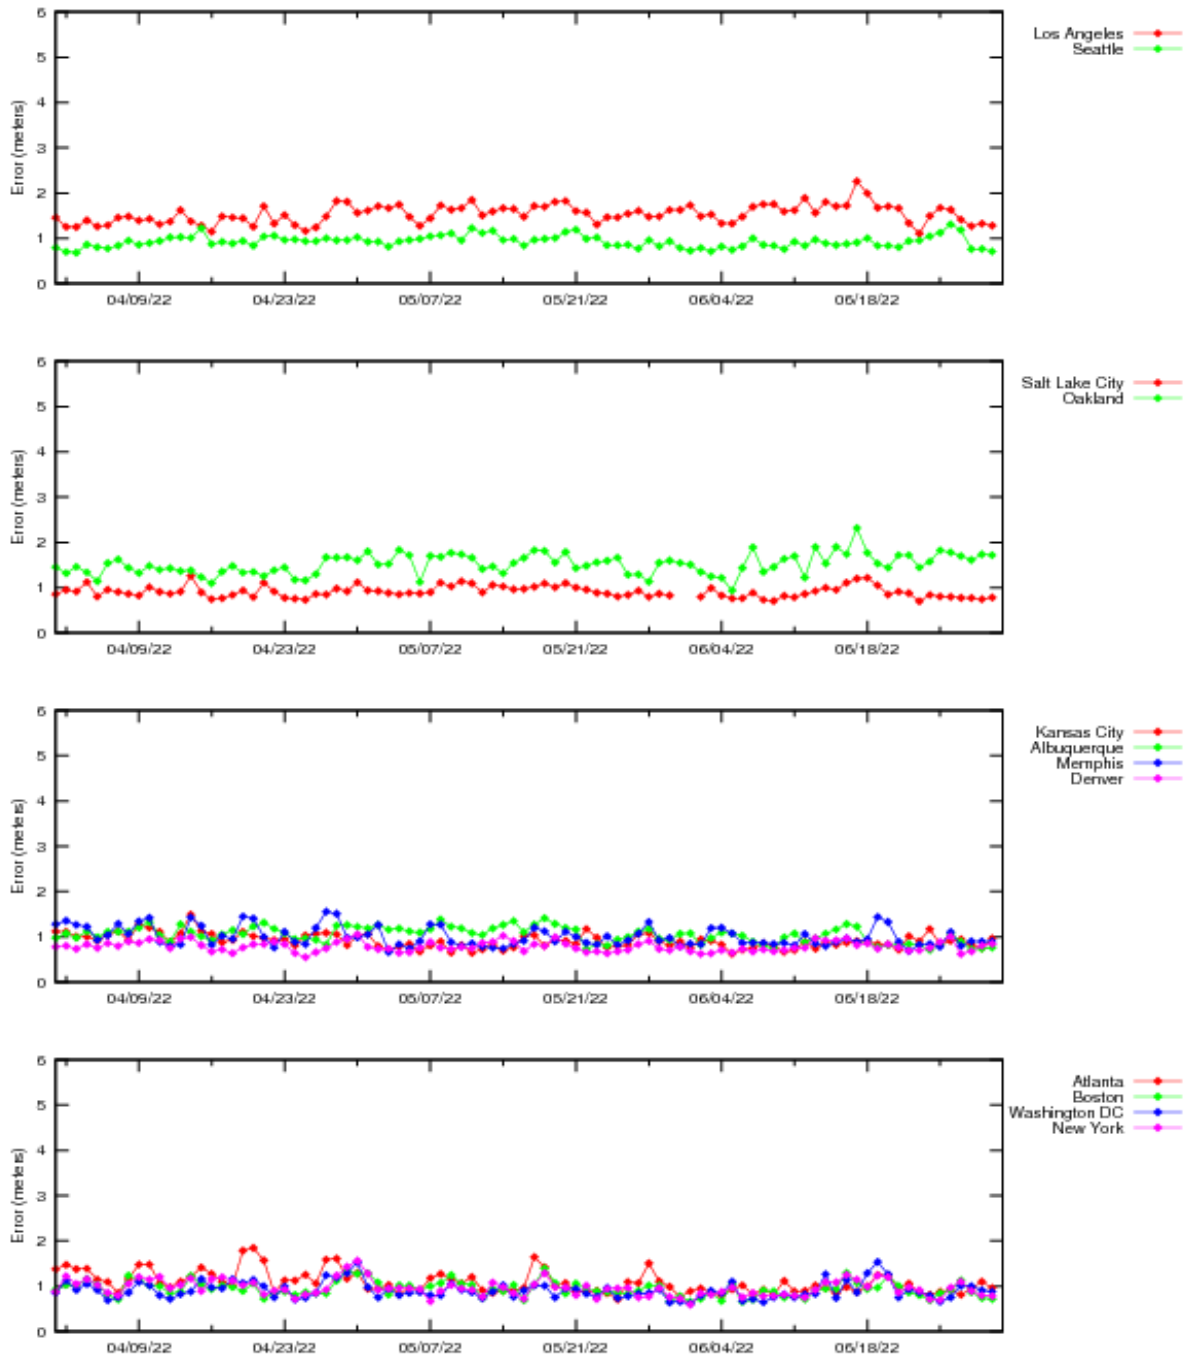 6
5
4
3
2
1
0
Error (meters)
04/09/22 04/23/22 05/07/22 05/21/22 06/04/22 06/18/22
Los Angeles
Seattle
6
5
4
3
2
1
0
Error (meters)
04/09/22 04/23/22 05/07/22 05/21/22 06/04/22 06/18/22
Salt Lake City
Oakland
6
5
4
3
2
1
0
Error (meters)
04/09/22 04/23/22 05/07/22 05/21/22 06/04/22 06/18/22
Kansas City
Albuquerque
Memphis
Denver
6
5
4
3
2
1
0
Error (meters)
04/09/22 04/23/22 05/07/22 05/21/22 06/04/22 06/18/22
Atlanta
Boston
Washington DC
New York